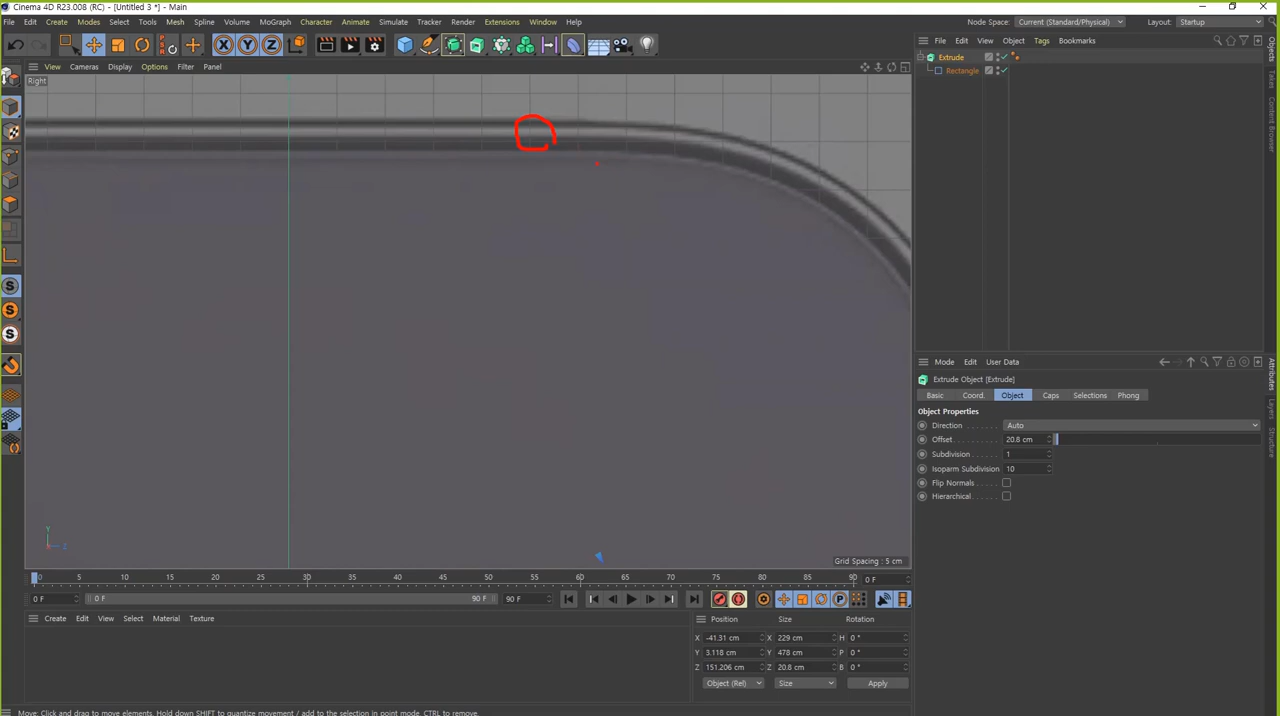 Cinema 4D R23.008 (RC) - [Untitled 3 *] - Main
File Edit Create Modes Select Tools Mesh Spline Volume MoGraph Character Animate Simulate Tracker Render Extensions Window Help
Node Space: Current (Standard/Physical) Layout: Startup
File Edit View Object Tags Bookmarks
X Y Z
View Cameras Display Options Filter Panel
Right
Extrude
Rectangle
Objects
Takes
Content Browser
S
S
S
Mode Edit User Data
Extrude Object [Extrude]
Basic Coord. Object Caps Selections Phong
Object Properties
Direction Auto
Offset 20.8 cm
Subdivision 1
Isoparm Subdivision 10
Flip Normals
Hierarchical
Attributes
Layers
Structure
Y
X Z
Grid Spacing : 5 cm
0 5 10 15 20 25 30 35 40 45 50 55 60 65 70 75 80 85 90 0 F
0 F 0 F 90 F 90 F
P
Create Edit View Select Material Texture
Position Size Rotation
X -41.31 cm X 229 cm H 0 °
Y 3.118 cm Y 478 cm P 0 °
Z 151.206 cm Z 20.8 cm B 0 °
Object (Rel) Size Apply
Move: Click and drag to move elements. Hold down SHIFT to quantize movement / add to the selection in point mode, CTRL to remove.